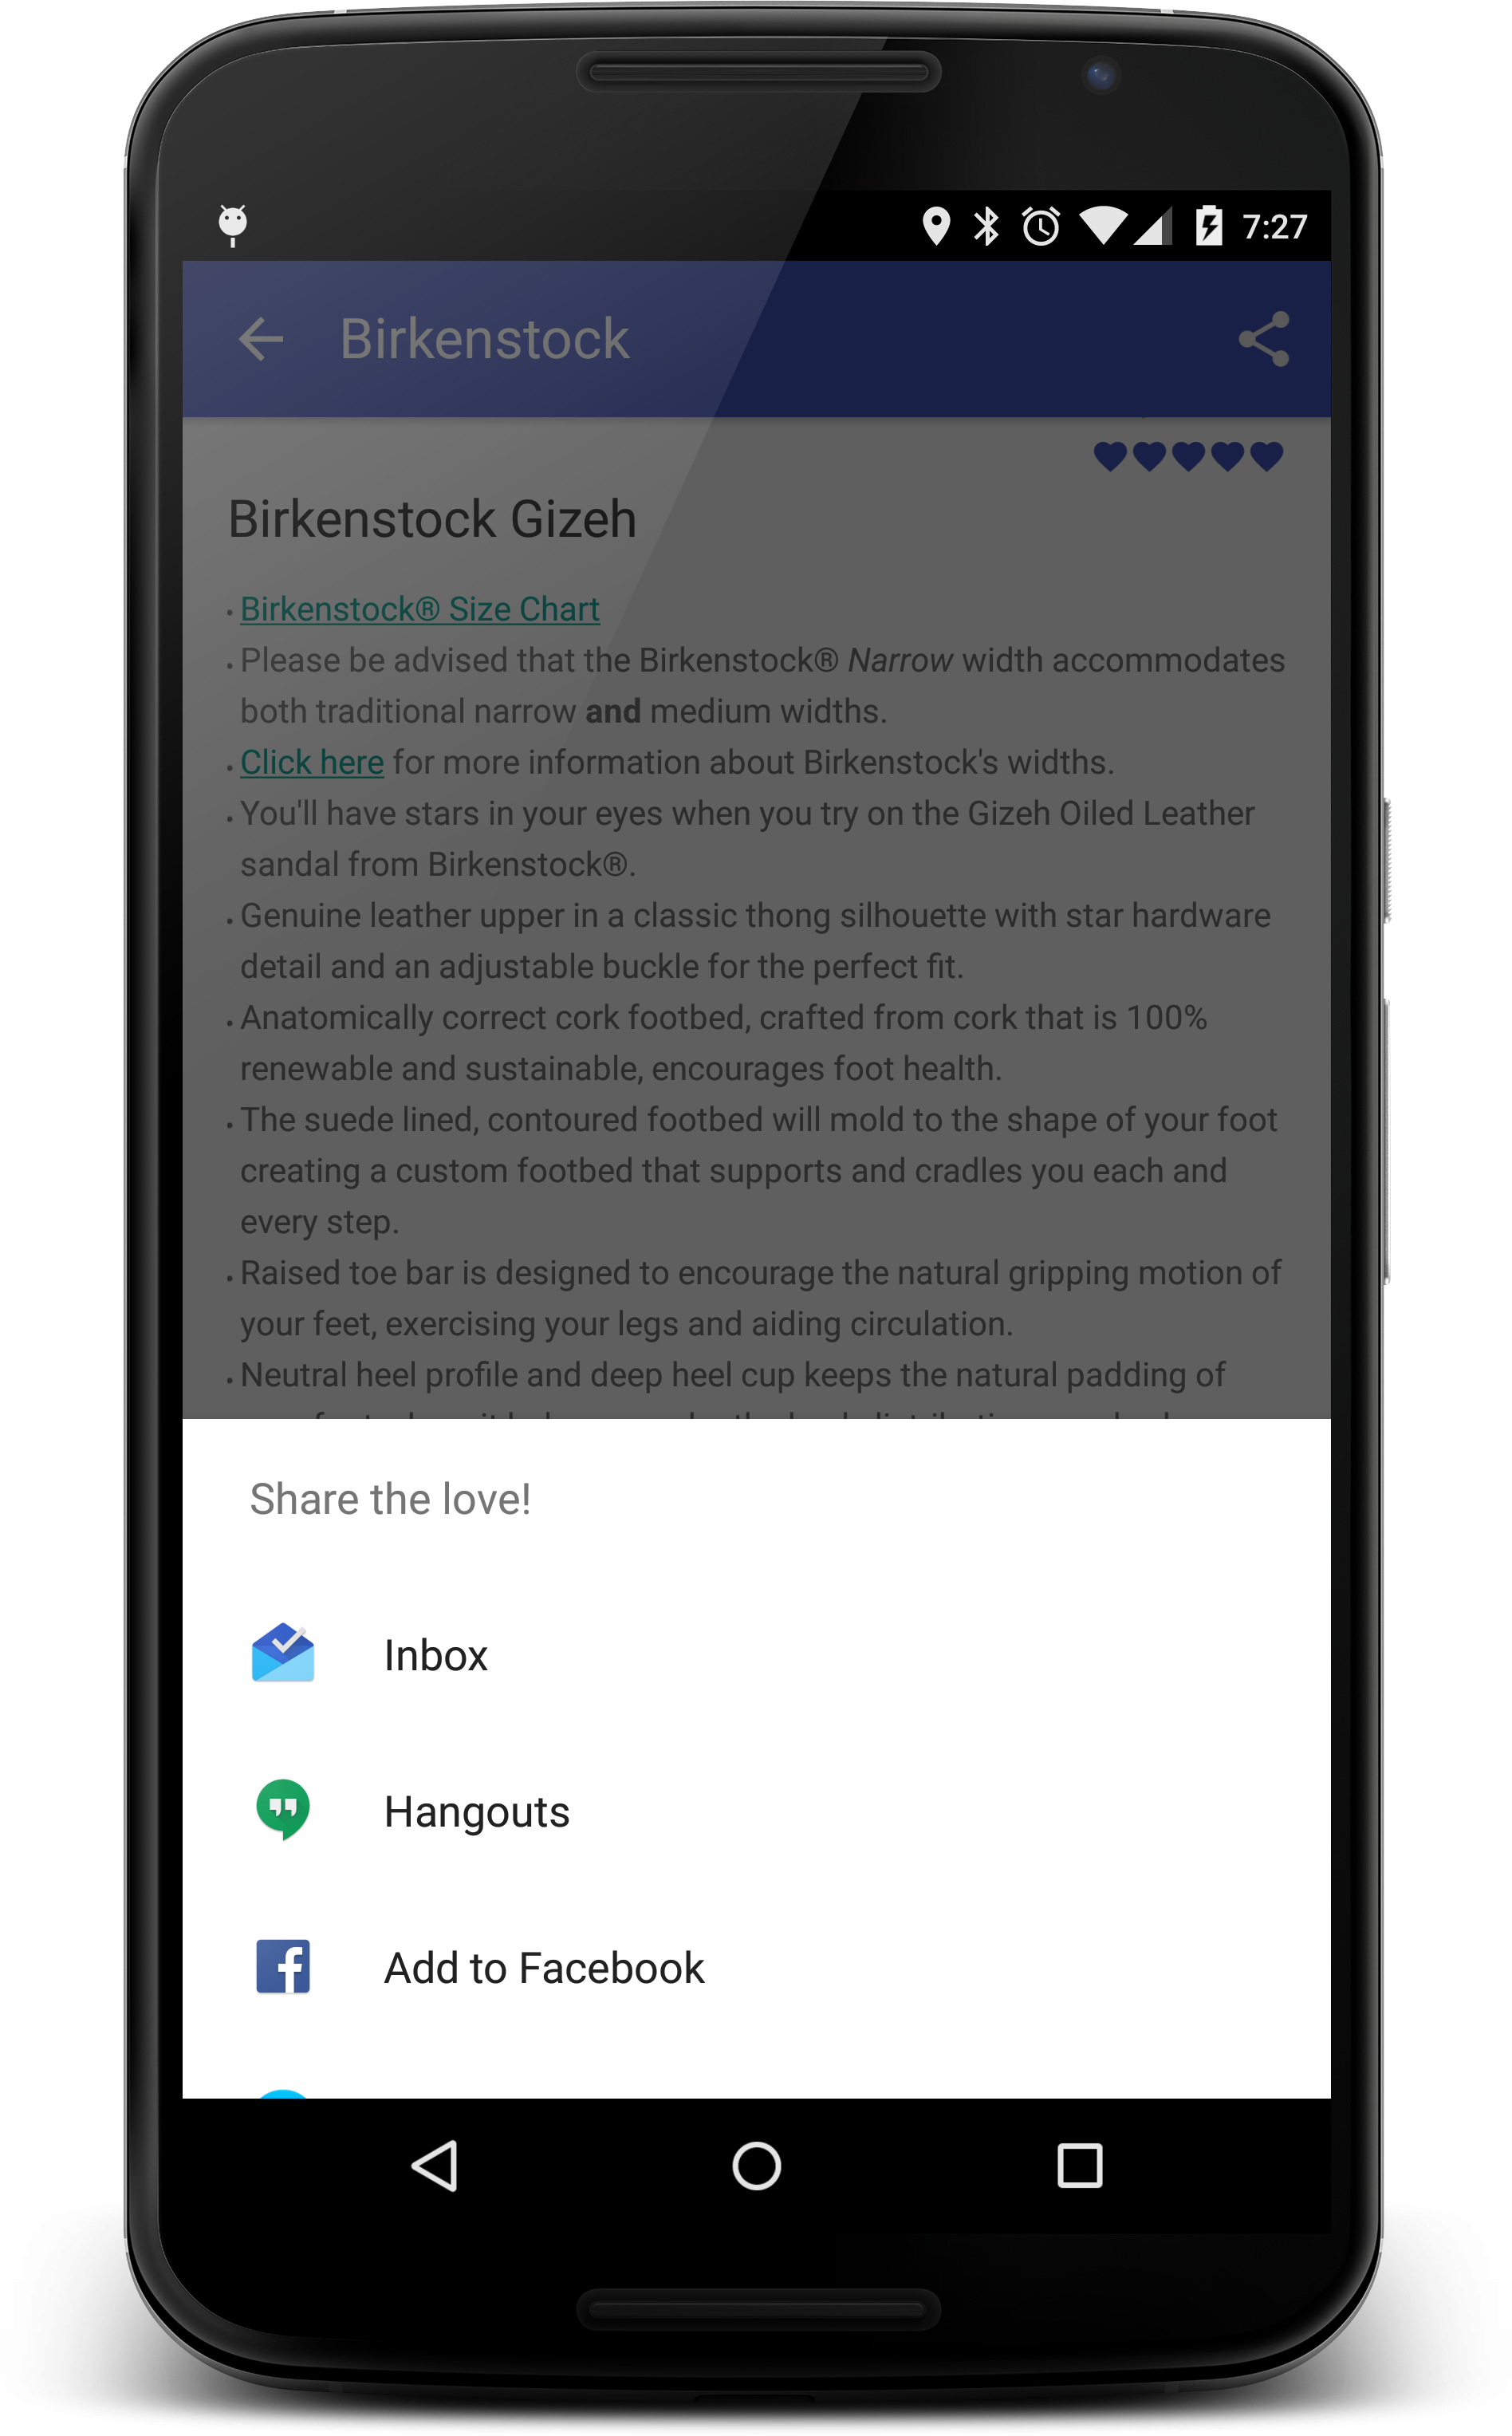 7:27
Birkenstock
Birkenstock Gizeh
• Birkenstock® Size Chart
• Please be advised that the Birkenstock® Narrow width accommodates
both traditional narrow and medium widths.
• Click here for more information about Birkenstock's widths.
• You'll have stars in your eyes when you try on the Gizeh Oiled Leather
sandal from Birkenstock®.
• Genuine leather upper in a classic thong silhouette with star hardware
detail and an adjustable buckle for the perfect fit.
• Anatomically correct cork footbed, crafted from cork that is 100%
renewable and sustainable, encourages foot health.
• The suede lined, contoured footbed will mold to the shape of your foot
creating a custom footbed that supports and cradles you each and
every step.
• Raised toe bar is designed to encourage the natural gripping motion of
your feet, exercising your legs and aiding circulation.
• Neutral heel profile and deep heel cup keeps the natural padding of
Share the love!
Inbox
Hangouts
Add to Facebook